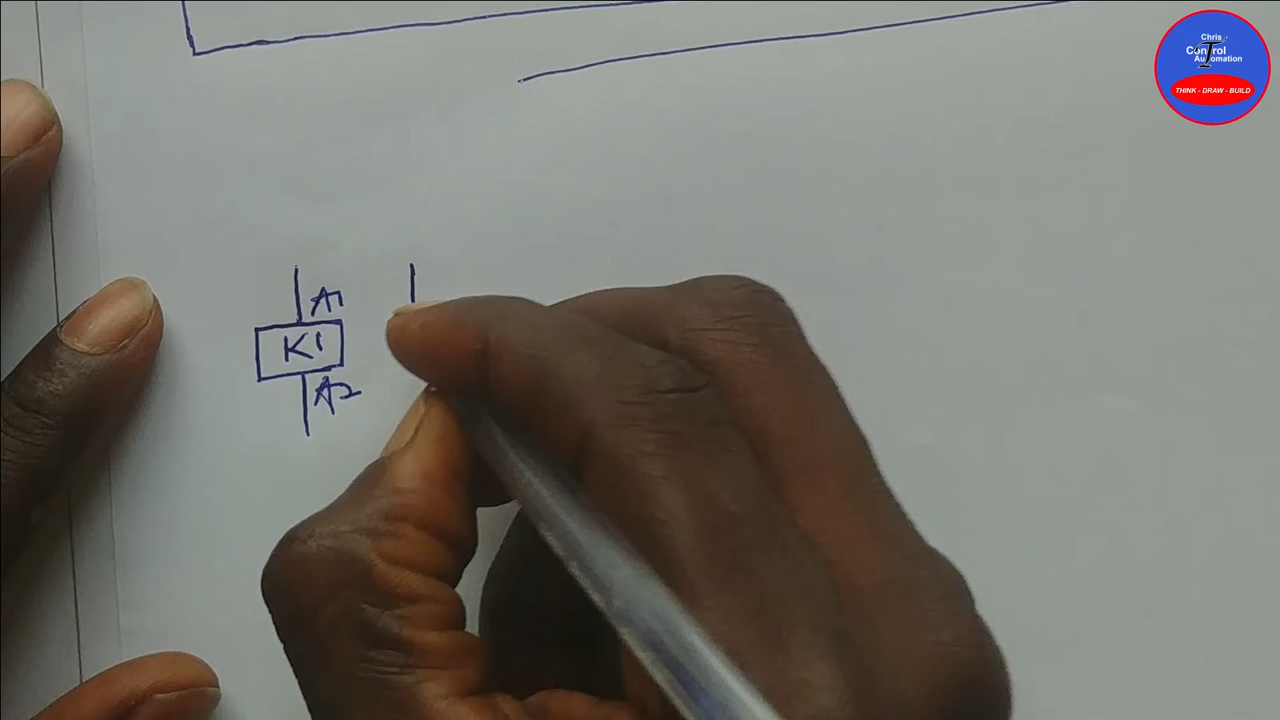 Chris
Control
Automation
THINK - DRAW - BUILD
A1
K1
A2